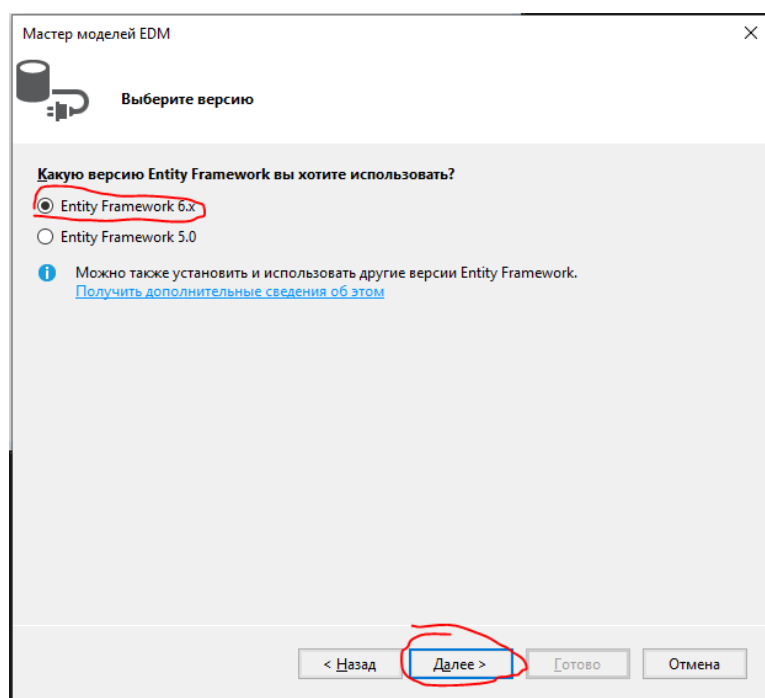 Мастер моделей EDM
Выберите версию
Какую версию Entity Framework вы хотите использовать?
Entity Framework 6.x
Entity Framework 5.0
Можно также установить и использовать другие версии Entity Framework.
Получить дополнительные сведения об этом
< Назад Далее > Готово Отмена